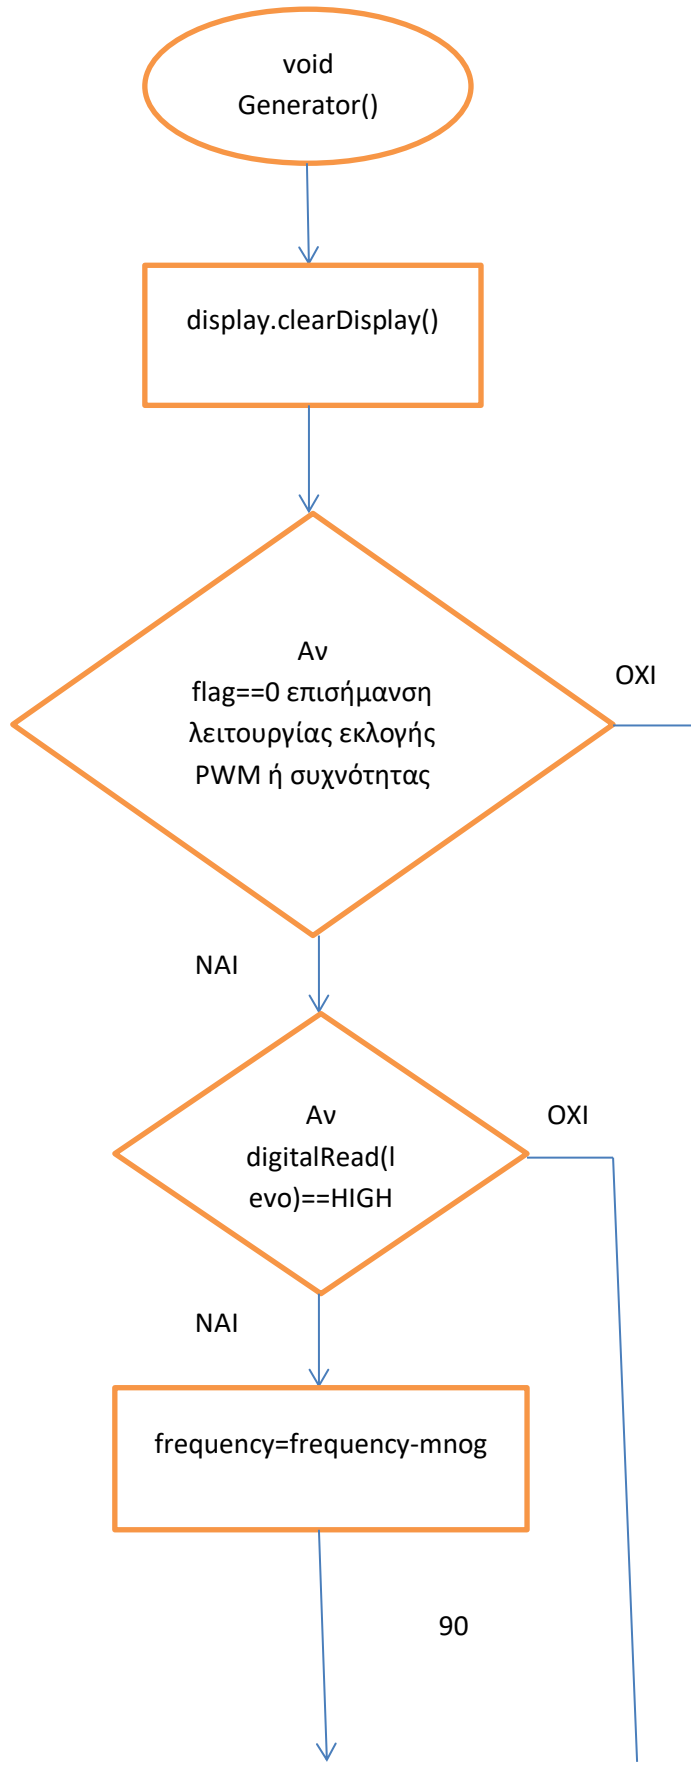 void
Generator()
display.clearDisplay()
Αν
flag==0 επισήμανση
λειτουργίας εκλογής
PWM ή συχνότητας
ΟΧΙ
ΝΑΙ
Αν
digitalRead(l
evo)==HIGH
ΟΧΙ
ΝΑΙ
frequency=frequency-mnog
90